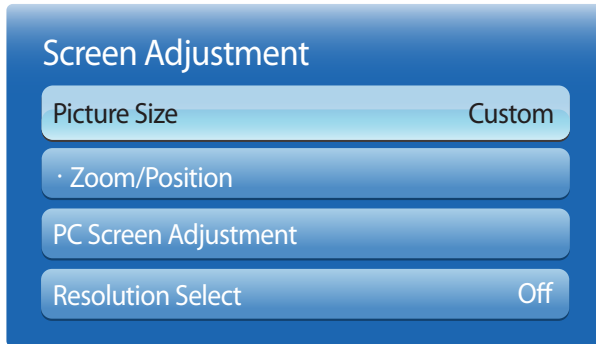 Screen Adjustment
Picture Size Custom
· Zoom/Position
PC Screen Adjustment
Resolution Select Off